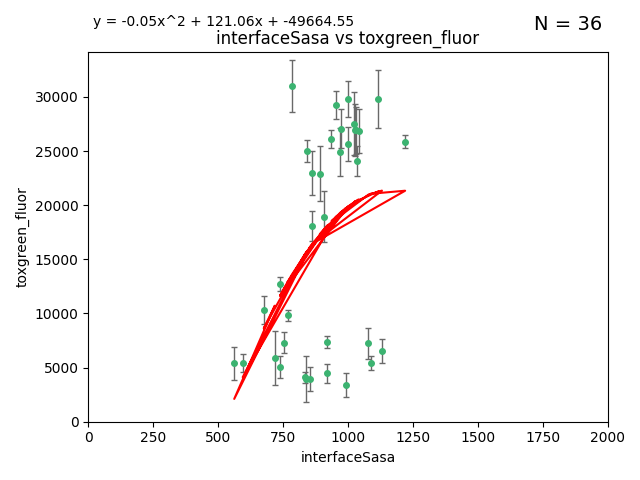 y = -0.05x^2 + 121.06x + -49664.55
N = 36
interfaceSasa vs toxgreen_fluor
toxgreen_fluor
30000
25000
20000
15000
10000
5000
0
0 250 500 750 1000 1250 1500 1750 2000
interfaceSasa